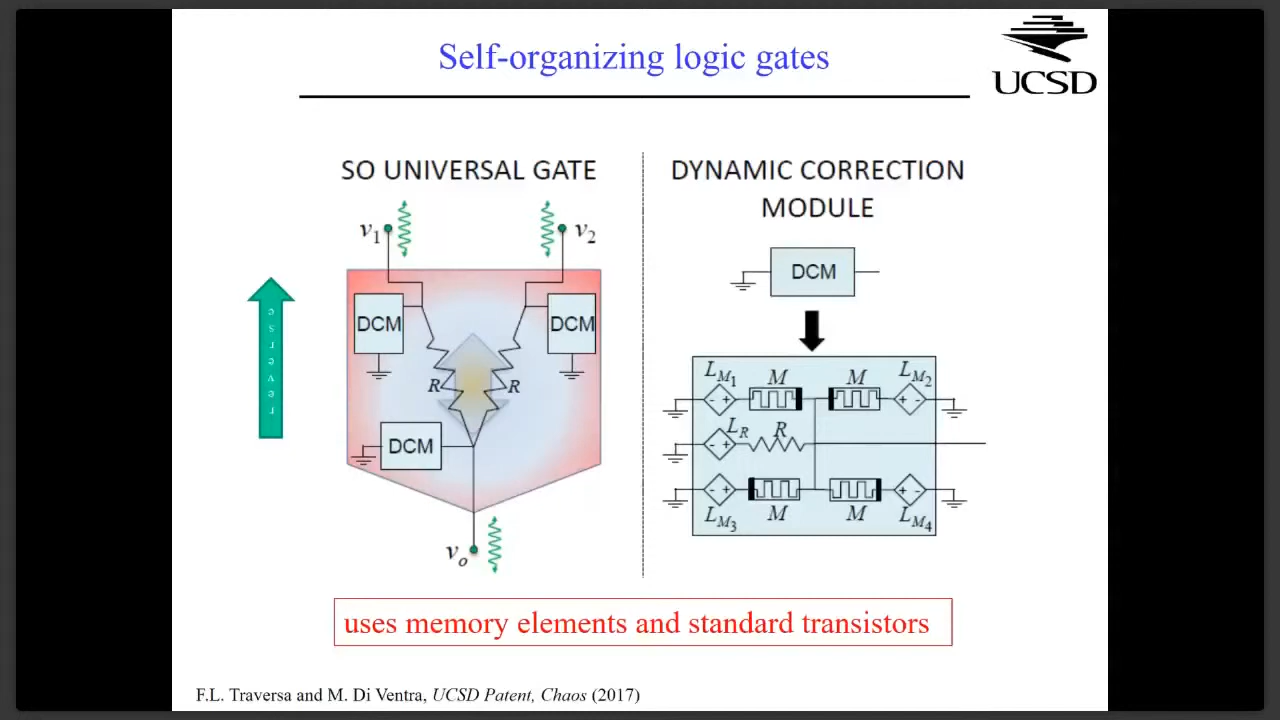 Self-organizing logic gates
UCSD
SO UNIVERSAL GATE
v1
v2
DCM
DCM
R
R
DCM
vo
reverse
DYNAMIC CORRECTION
MODULE
DCM
LM1
M
M
LM2
LR
R
- +
+ -
- +
- +
+ -
LM3
M
M
LM4
uses memory elements and standard transistors
F.L. Traversa and M. Di Ventra, UCSD Patent, Chaos (2017)